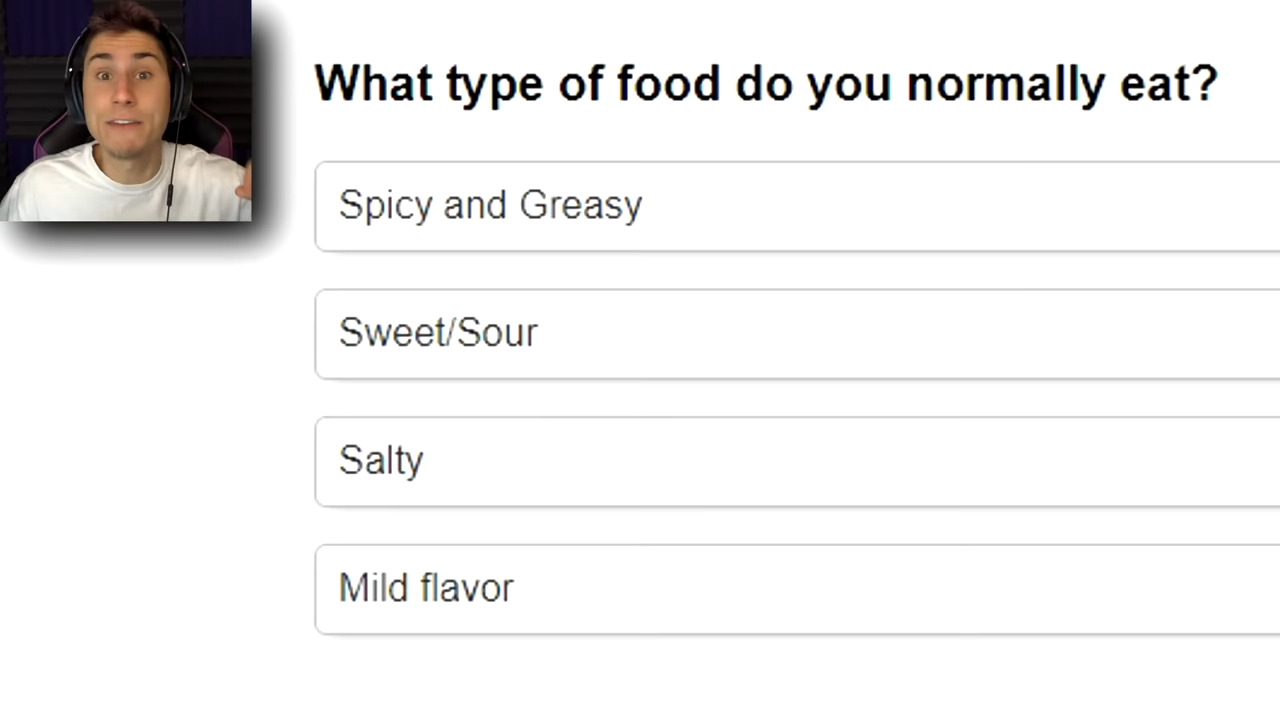 What type of food do you normally eat?
Spicy and Greasy
Sweet/Sour
Salty
Mild flavor